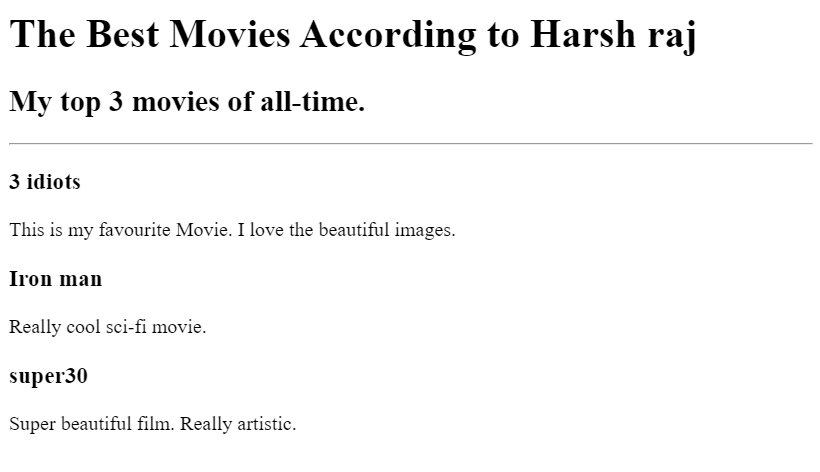 The Best Movies According to Harsh raj
My top 3 movies of all-time.
3 idiots
This is my favourite Movie. I love the beautiful images.
Iron man
Really cool sci-fi movie.
super30
Super beautiful film. Really artistic.